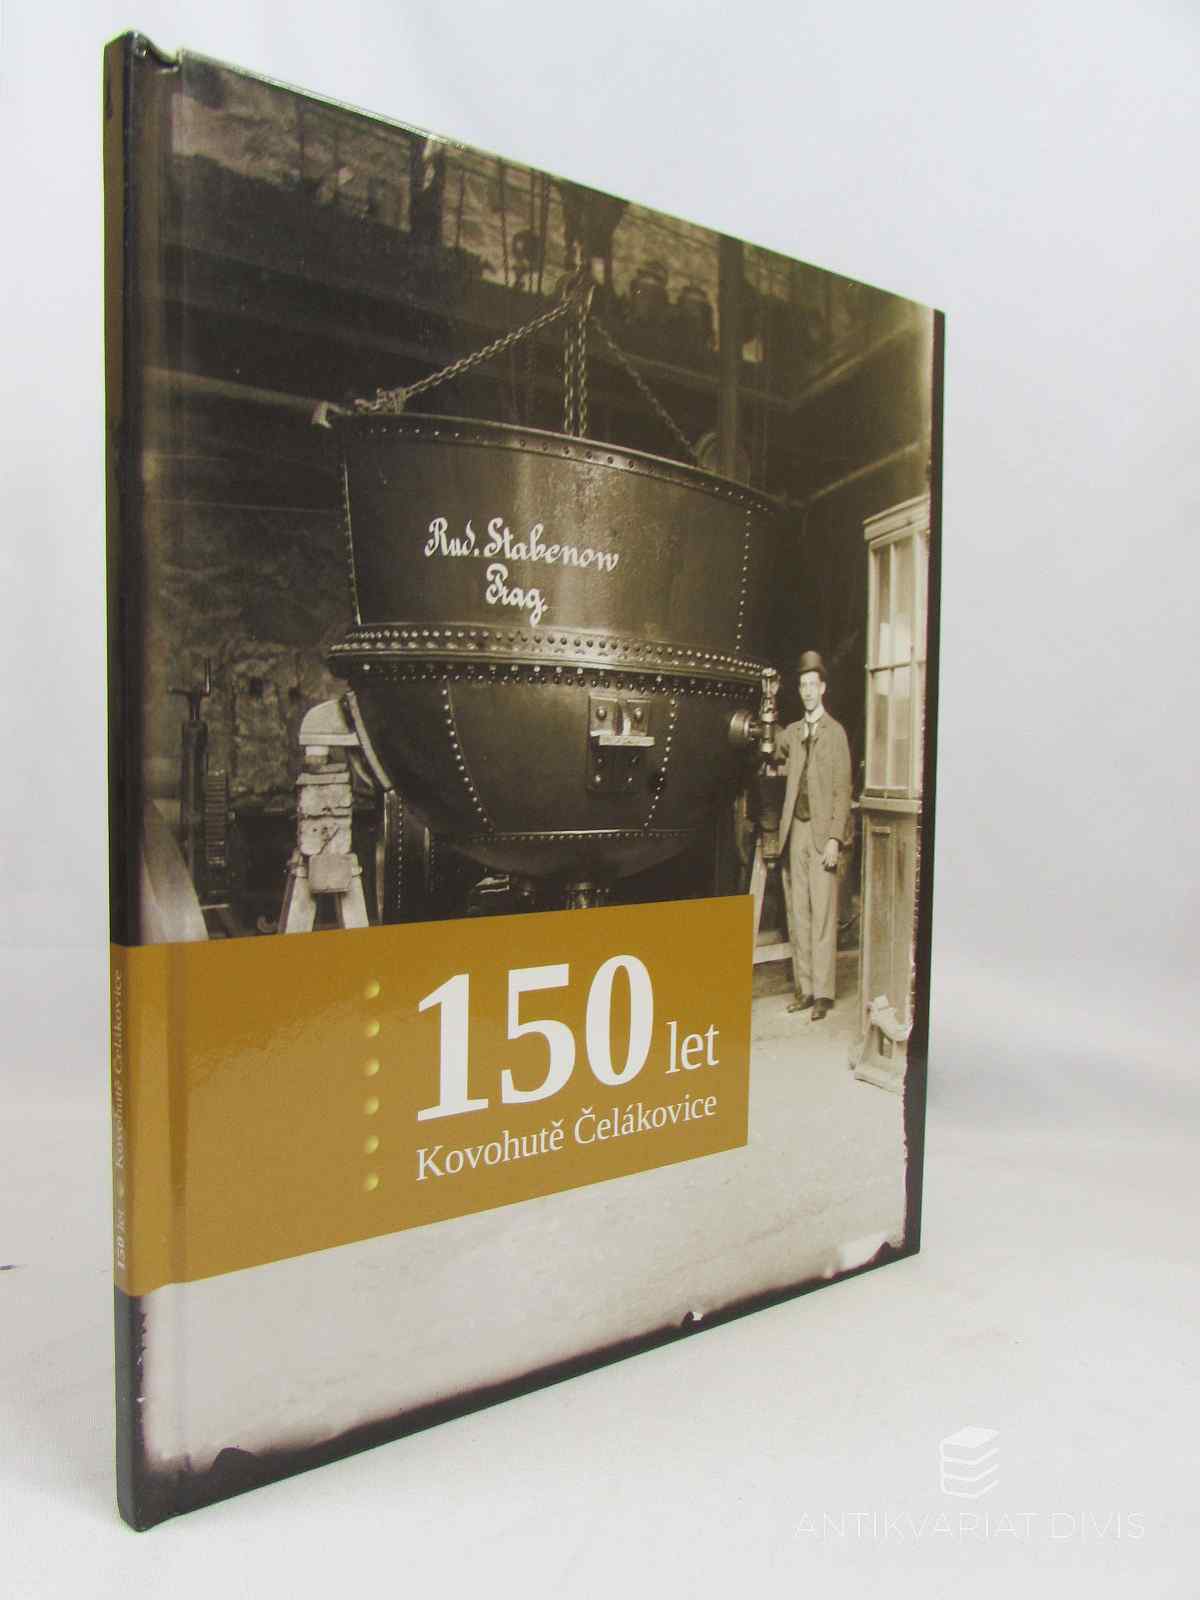 Rud. Stabenow
Prag.
150 let
Kovohutě Čelákovice
150 let Kovohutě Čelákovice
ANTIKVARIAT DIVIS